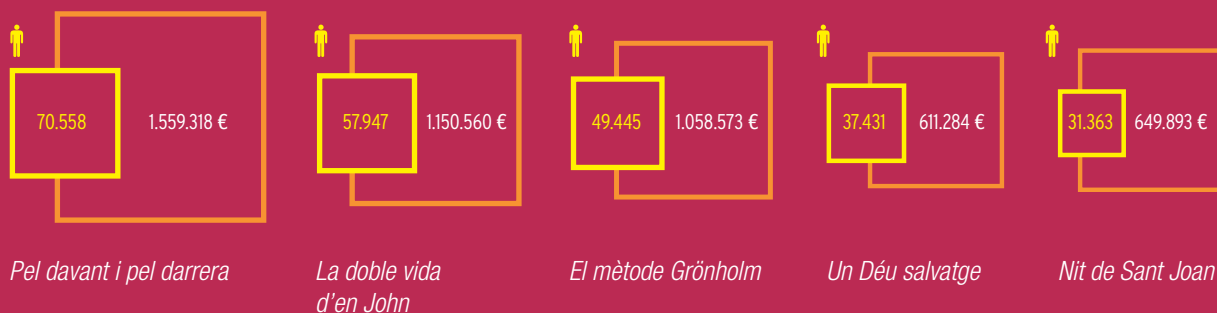 70.558
1.559.318 €
57.947
1.150.560 €
49.445
1.058.573 €
37.431
611.284 €
31.363
649.893 €
Pel davant i pel darrera
La doble vida
d'en John
El mètode Grönholm
Un Déu salvatge
Nit de Sant Joan